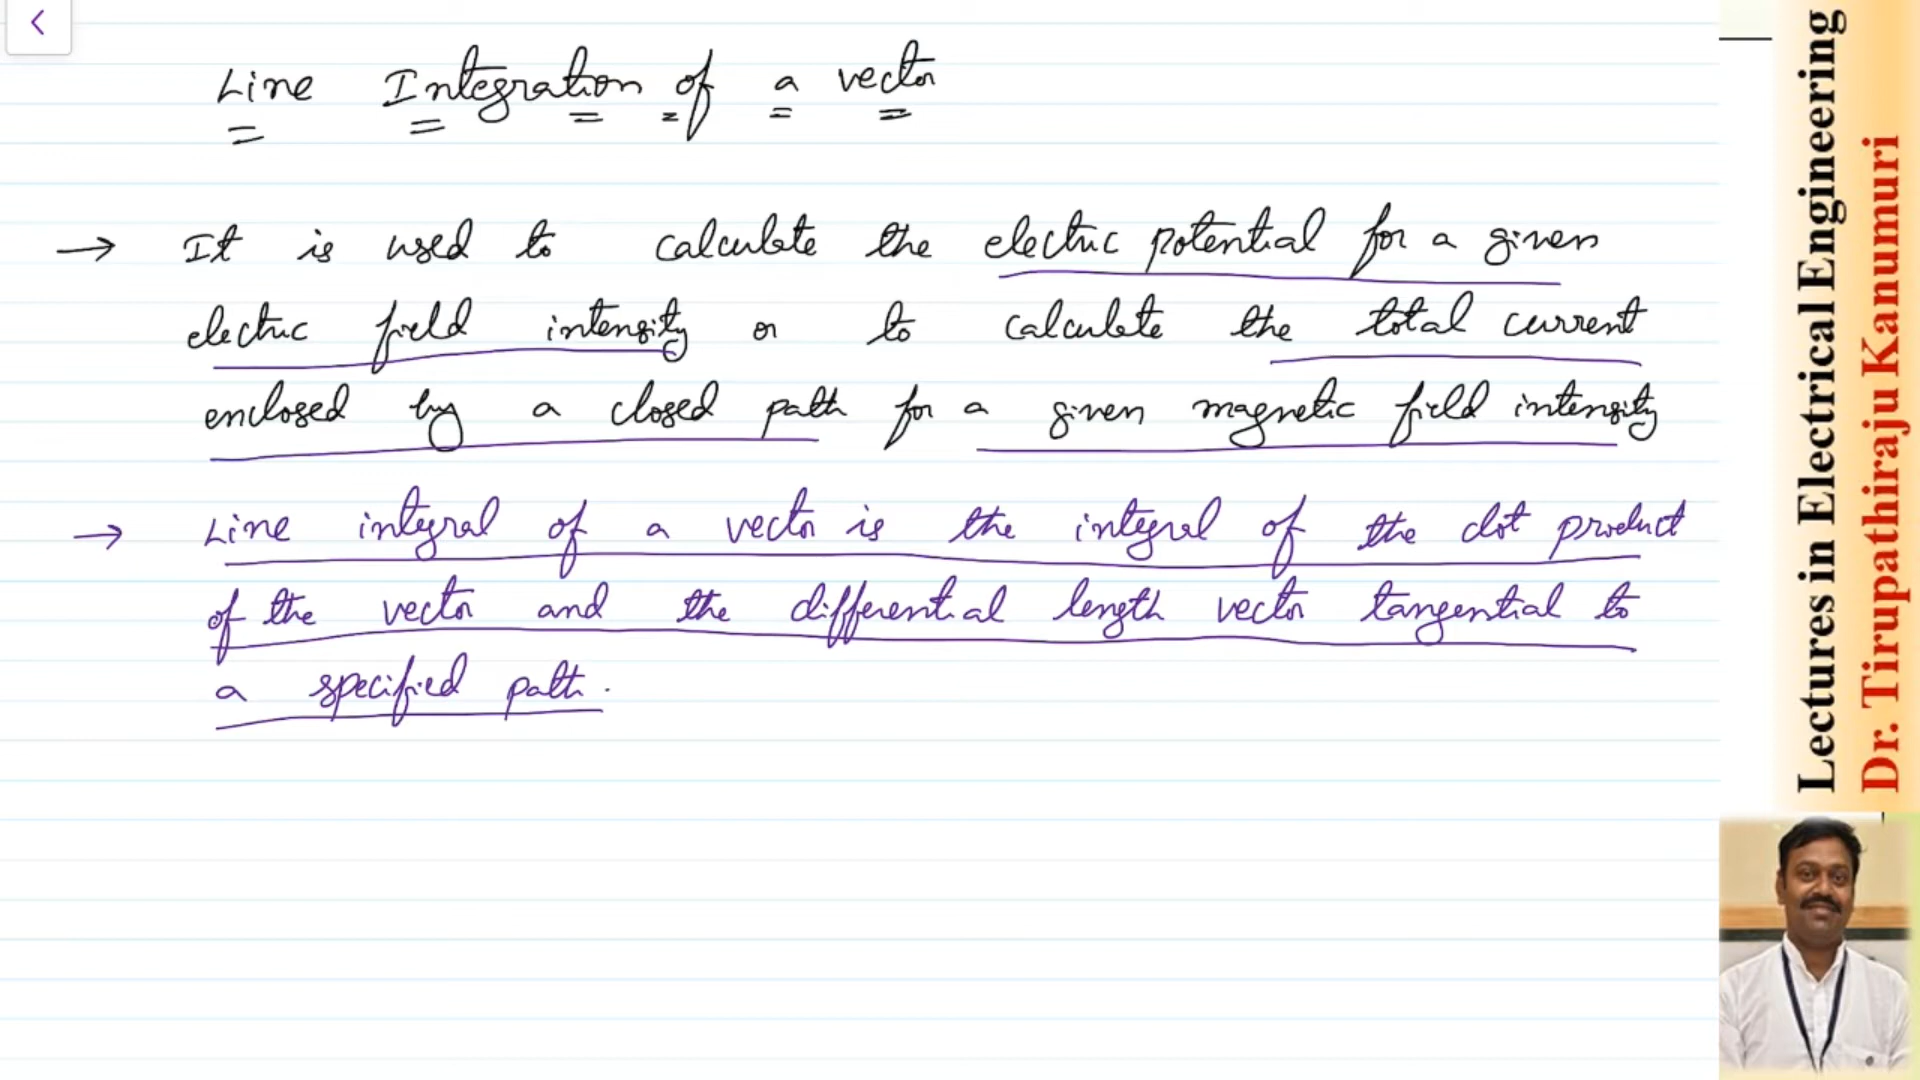 Line Integration of a vector
→ It is used to calculate the electric potential for a given
electric field intensity or to calculate the total current
enclosed by a closed path for a given magnetic field intensity
→ Line integral of a vector is the integral of the dot product
of the vector and the differential length vector tangential to
a specified path.
Lectures in Electrical Engineering
Dr. Tirupathiraju Kanumuri